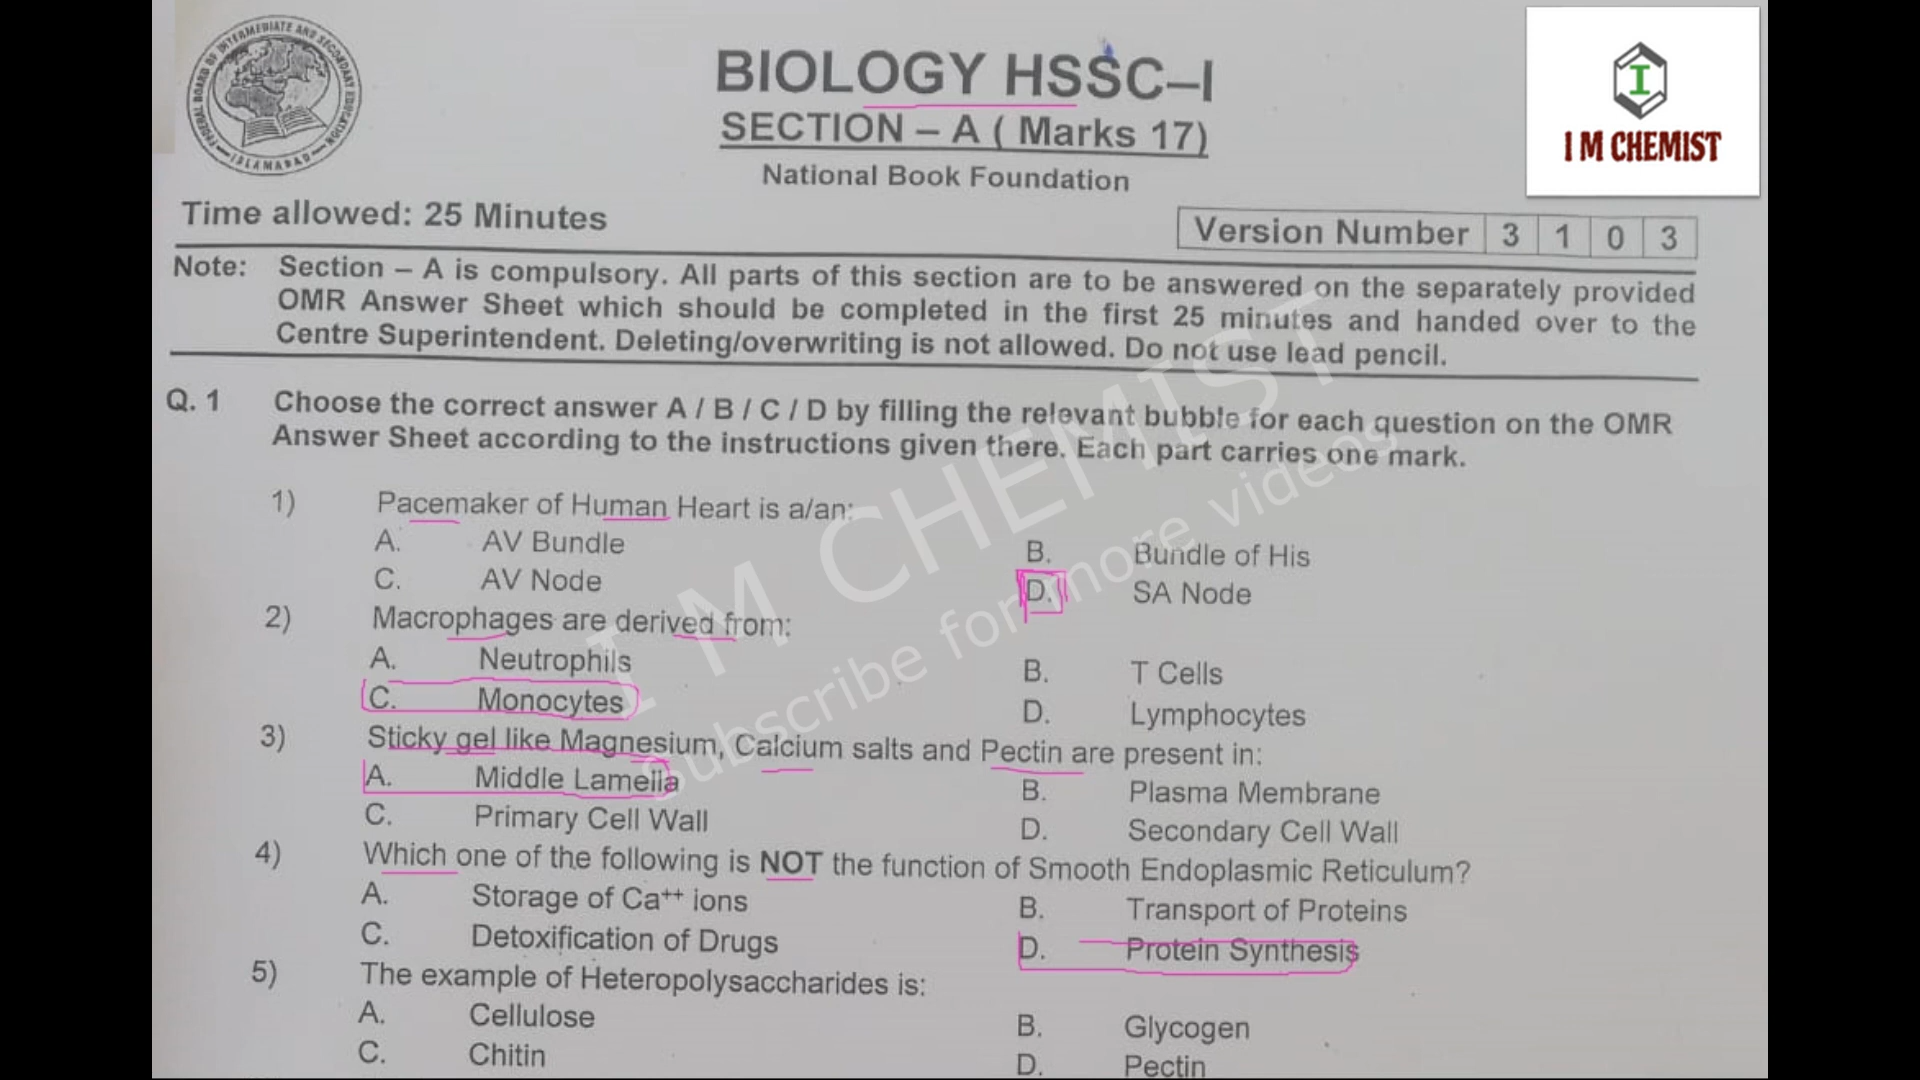 FEDERAL BOARD OF INTERMEDIATE AND SECONDARY EDUCATION
ISLAMABAD
BIOLOGY HSSC–I
SECTION – A ( Marks 17)
National Book Foundation
I
I M CHEMIST
Time allowed: 25 Minutes
Version Number 3 1 0 3
Note: Section – A is compulsory. All parts of this section are to be answered on the separately provided
OMR Answer Sheet which should be completed in the first 25 minutes and handed over to the
Centre Superintendent. Deleting/overwriting is not allowed. Do not use lead pencil.
Q. 1 Choose the correct answer A / B / C / D by filling the relevant bubble for each question on the OMR
Answer Sheet according to the instructions given there. Each part carries one mark.
1) Pacemaker of Human Heart is a/an:
A. AV Bundle B. Bundle of His
C. AV Node D. SA Node
2) Macrophages are derived from:
A. Neutrophils B. T Cells
C. Monocytes D. Lymphocytes
3) Sticky gel like Magnesium, Calcium salts and Pectin are present in:
A. Middle Lamella B. Plasma Membrane
C. Primary Cell Wall D. Secondary Cell Wall
4) Which one of the following is NOT the function of Smooth Endoplasmic Reticulum?
A. Storage of Ca⁺⁺ ions B. Transport of Proteins
C. Detoxification of Drugs D. Protein Synthesis
5) The example of Heteropolysaccharides is:
A. Cellulose B. Glycogen
C. Chitin D. Pectin
I M CHEMIST
Subscribe for more videos